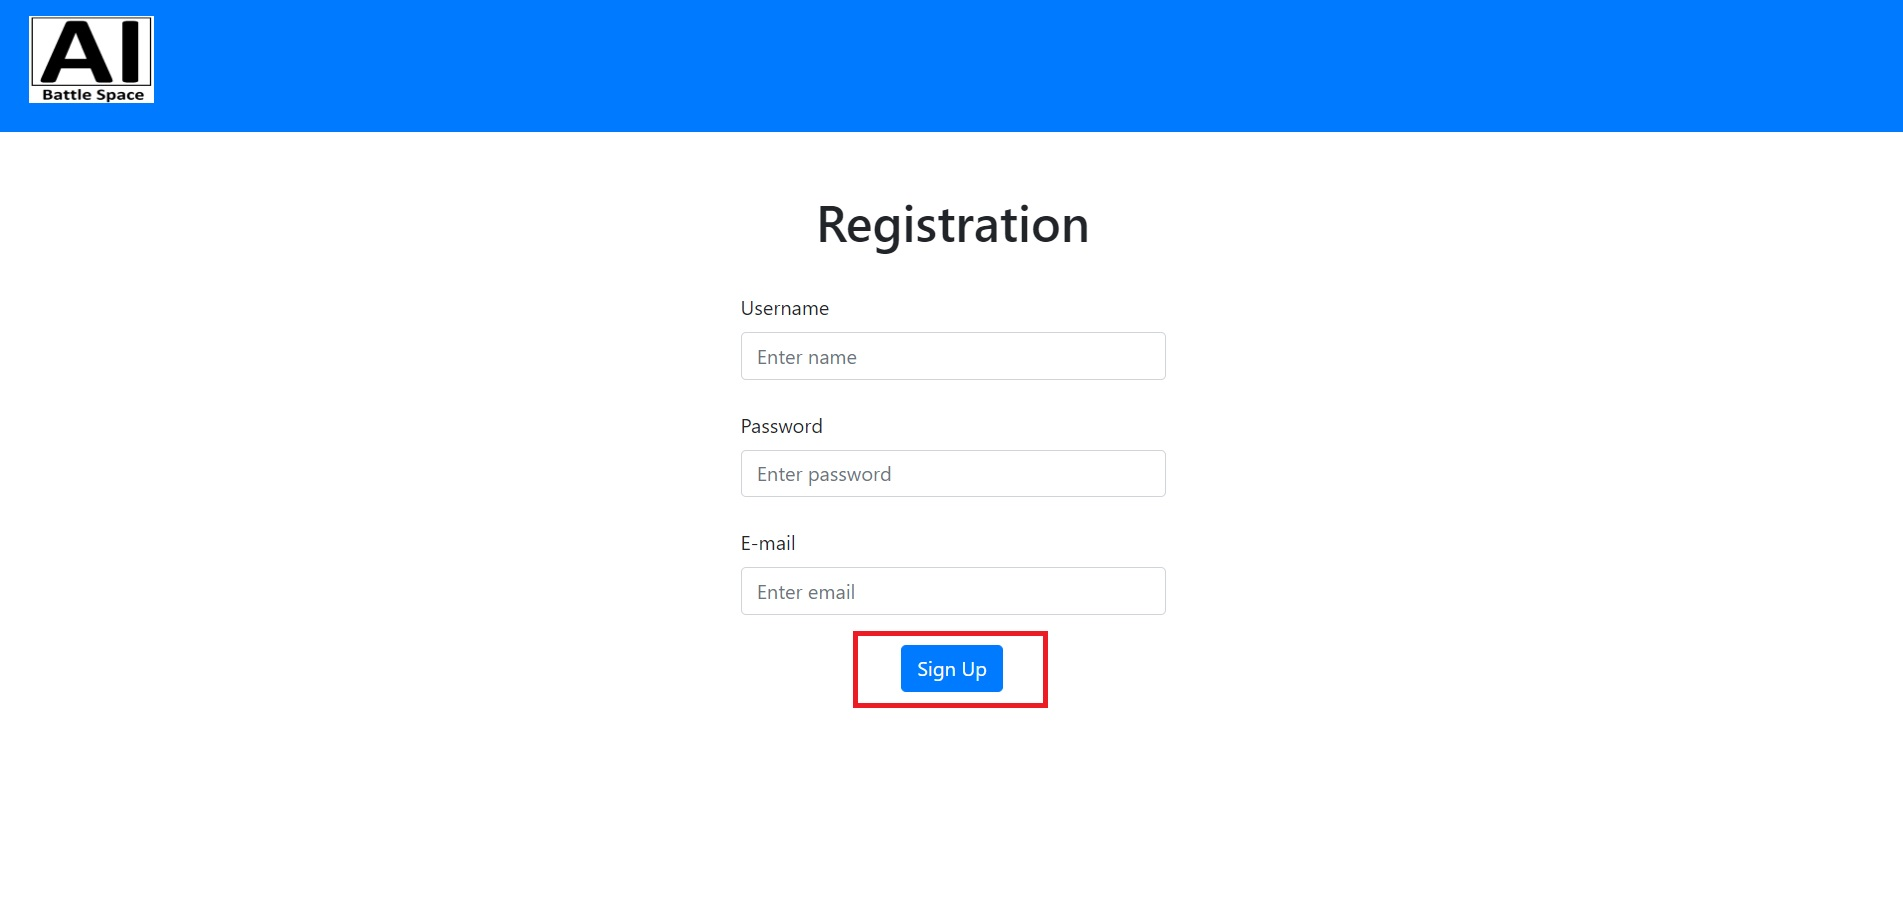 AI
Battle Space
Registration
Username
Enter name
Password
Enter password
E-mail
Enter email
Sign Up